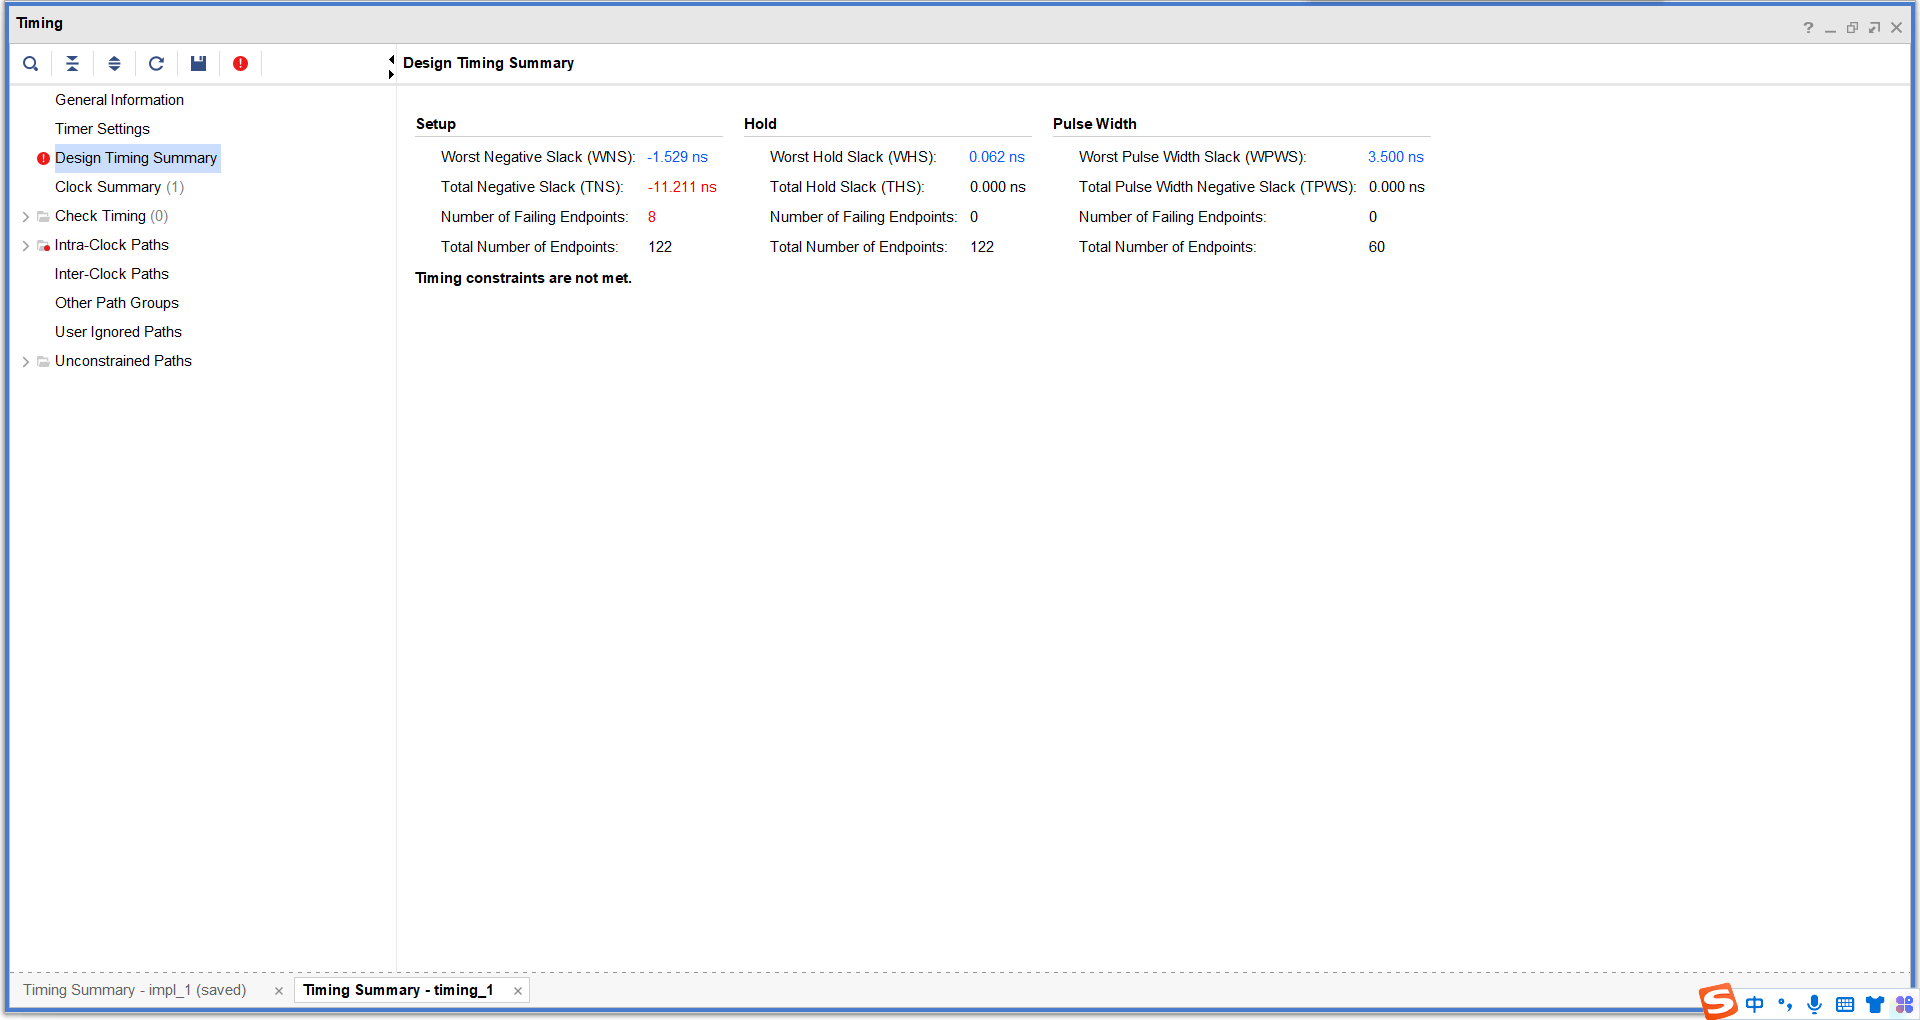 Timing
Design Timing Summary
General Information
Timer Settings
Design Timing Summary
Clock Summary (1)
Check Timing (0)
Intra-Clock Paths
Inter-Clock Paths
Other Path Groups
User Ignored Paths
Unconstrained Paths
Setup
Worst Negative Slack (WNS): -1.529 ns
Total Negative Slack (TNS): -11.211 ns
Number of Failing Endpoints: 8
Total Number of Endpoints: 122
Hold
Worst Hold Slack (WHS): 0.062 ns
Total Hold Slack (THS): 0.000 ns
Number of Failing Endpoints: 0
Total Number of Endpoints: 122
Pulse Width
Worst Pulse Width Slack (WPWS): 3.500 ns
Total Pulse Width Negative Slack (TPWS): 0.000 ns
Number of Failing Endpoints: 0
Total Number of Endpoints: 60
Timing constraints are not met.
Timing Summary - impl_1 (saved)
Timing Summary - timing_1
中